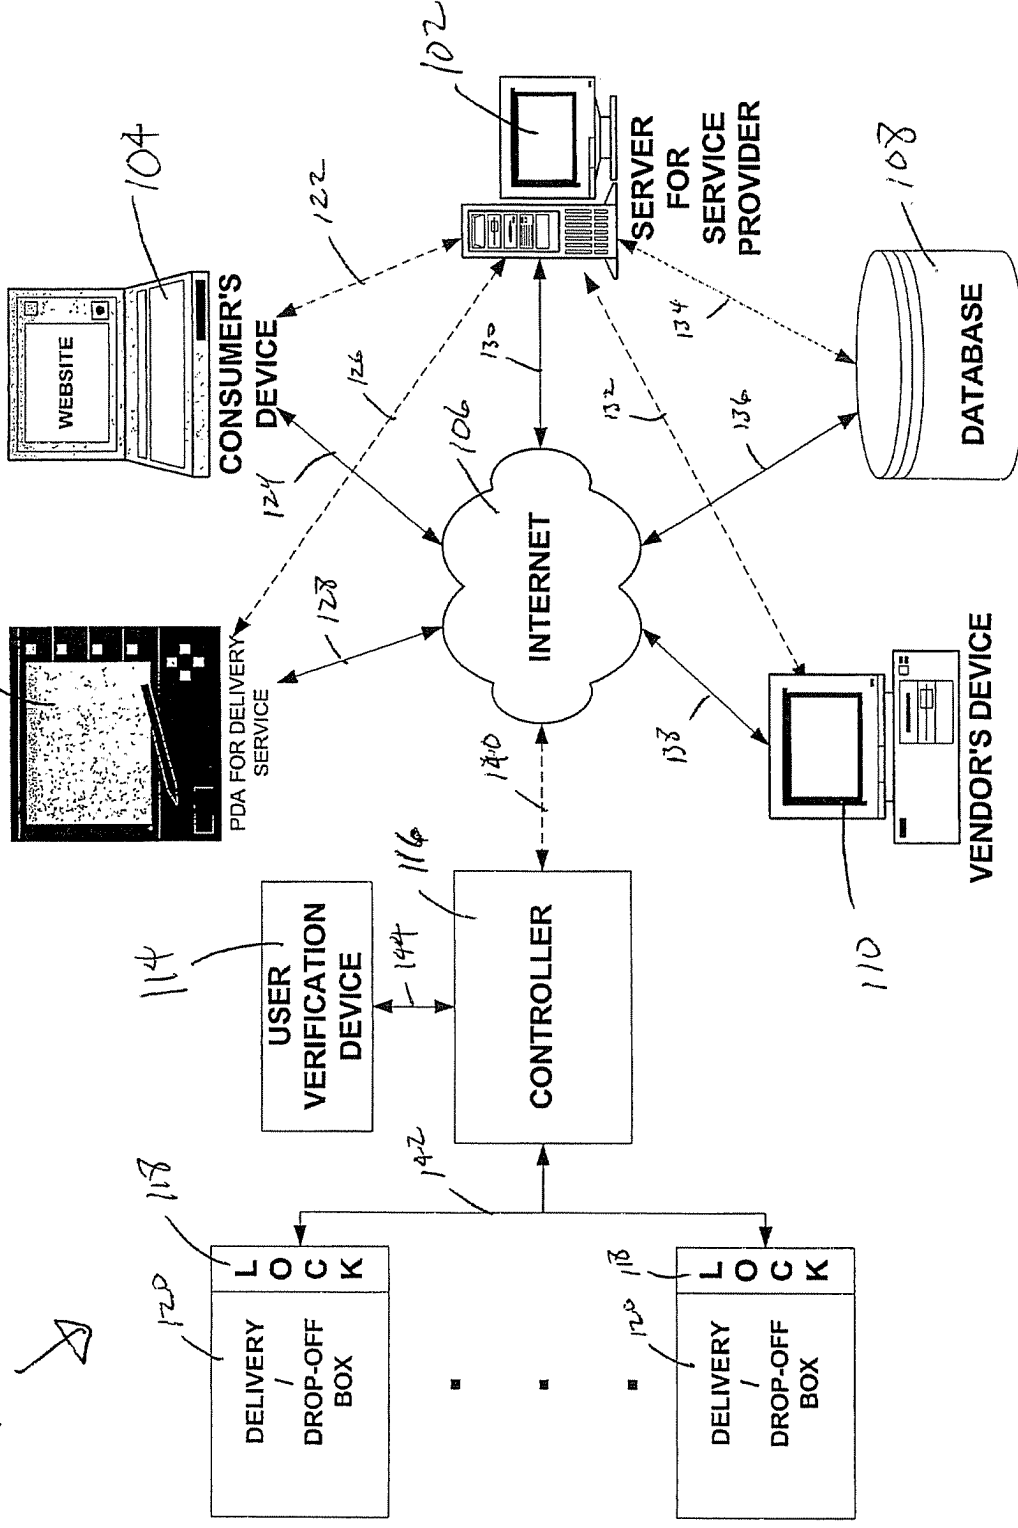 120
118
DELIVERY
/
DROP-OFF
BOX
L
O
C
K
114
USER
VERIFICATION
DEVICE
144
142
116
CONTROLLER
120
118
DELIVERY
/
DROP-OFF
BOX
L
O
C
K
PDA FOR DELIVERY
SERVICE
128
WEBSITE
104
CONSUMER'S
DEVICE
124
126
122
106
INTERNET
140
130
102
SERVER
FOR
SERVICE
PROVIDER
132
134
136
138
110
VENDOR'S DEVICE
108
DATABASE